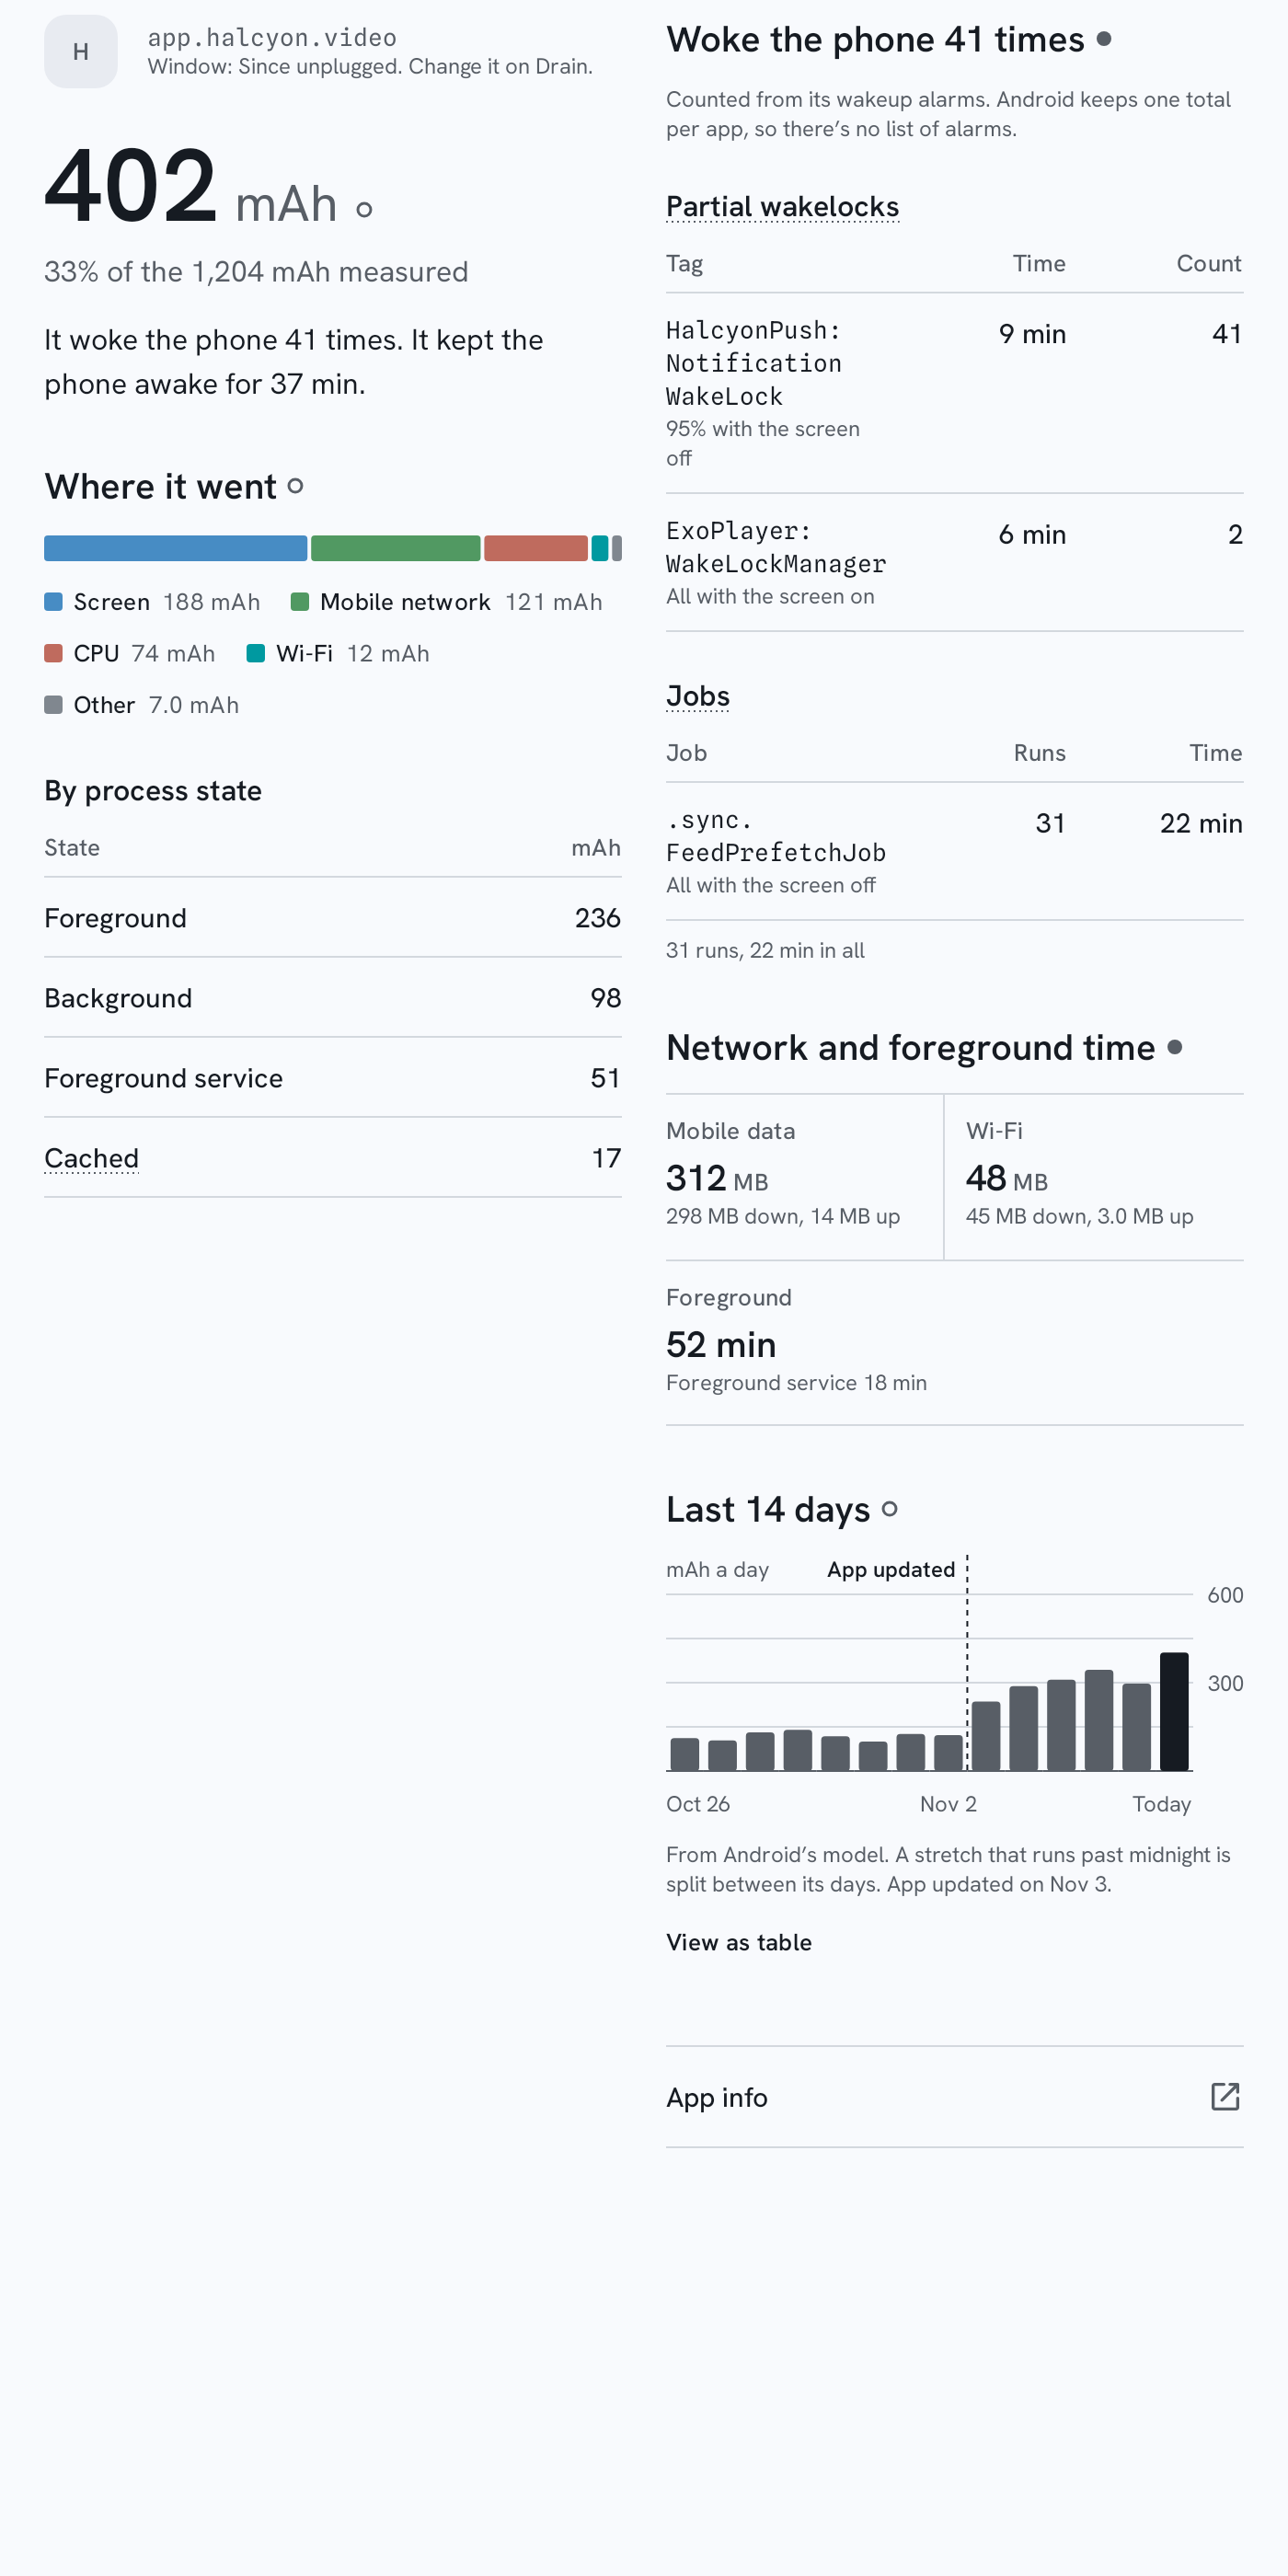 H
app.halcyon.video
Window: Since unplugged. Change it on Drain.
402 mAh
33% of the 1,204 mAh measured
It woke the phone 41 times. It kept the
phone awake for 37 min.
Where it went
Screen 188 mAh Mobile network 121 mAh
CPU 74 mAh Wi-Fi 12 mAh
Other 7.0 mAh
By process state
State mAh
Foreground 236
Background 98
Foreground service 51
Cached 17
Woke the phone 41 times
Counted from its wakeup alarms. Android keeps one total
per app, so there’s no list of alarms.
Partial wakelocks
Tag Time Count
HalcyonPush: 9 min 41
Notification
WakeLock
95% with the screen
off
ExoPlayer: 6 min 2
WakeLockManager
All with the screen on
Jobs
Job Runs Time
.sync. 31 22 min
FeedPrefetchJob
All with the screen off
31 runs, 22 min in all
Network and foreground time
Mobile data Wi-Fi
312 MB 48 MB
298 MB down, 14 MB up 45 MB down, 3.0 MB up
Foreground
52 min
Foreground service 18 min
Last 14 days
mAh a day App updated
600
300
Oct 26 Nov 2 Today
From Android’s model. A stretch that runs past midnight is
split between its days. App updated on Nov 3.
View as table
App info